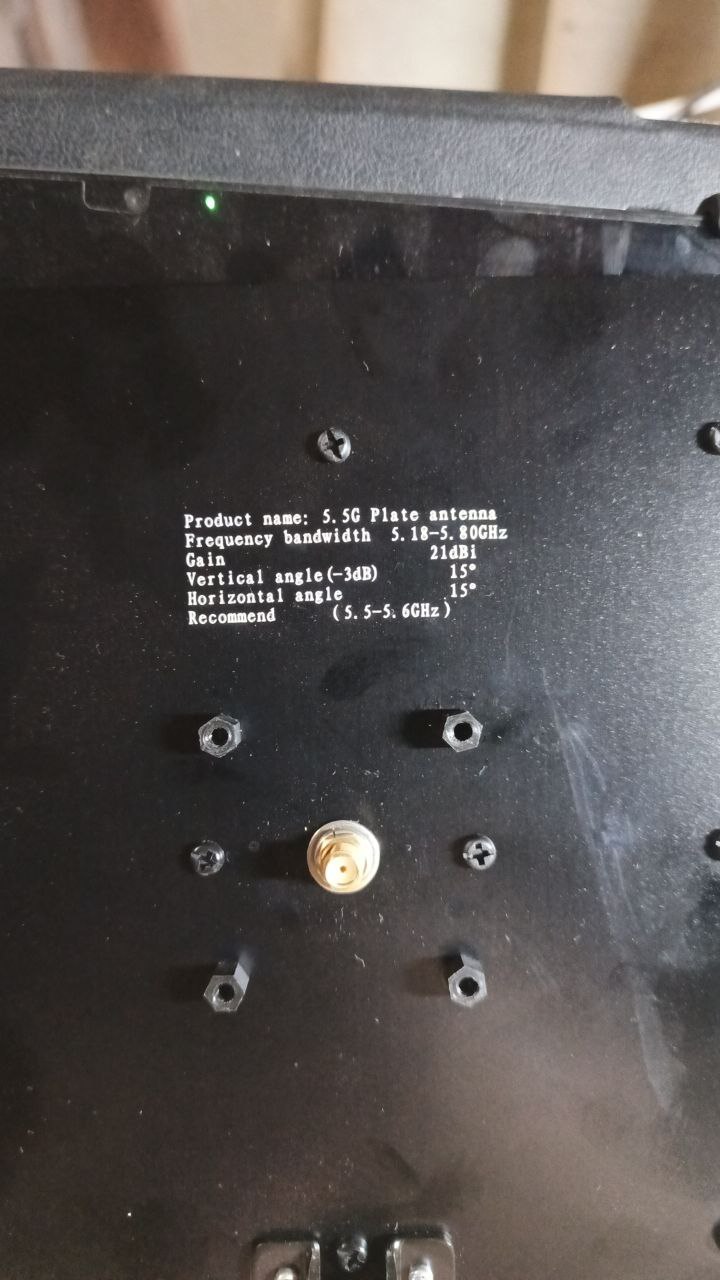 Product name: 5.5G Plate antenna
Frequency bandwidth 5.18-5.80GHz
Gain 21dBi
Vertical angle(-3dB) 15°
Horizontal angle 15°
Recommend (5.5-5.6GHz)